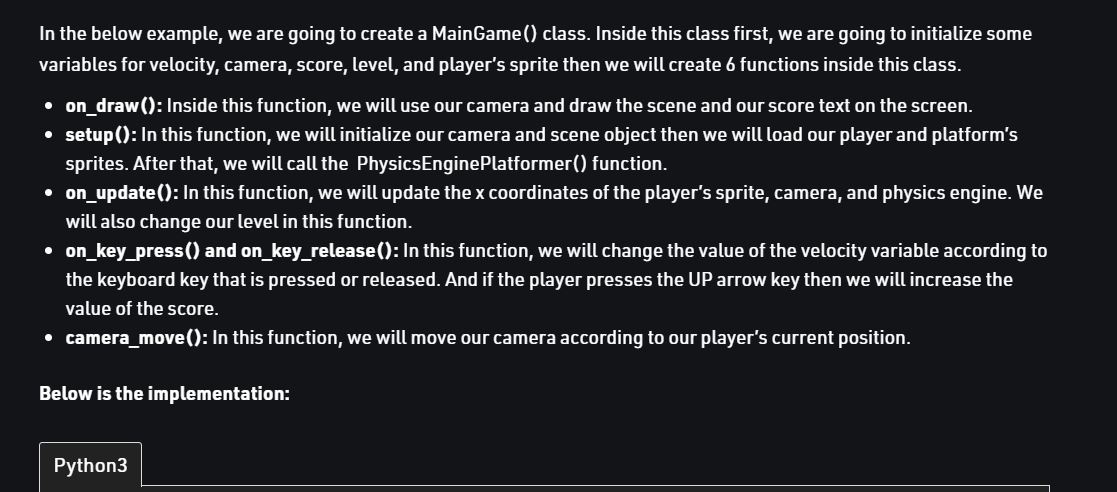 In the below example, we are going to create a MainGame() class. Inside this class first, we are going to initialize some
variables for velocity, camera, score, level, and player's sprite then we will create 6 functions inside this class.
• on_draw(): Inside this function, we will use our camera and draw the scene and our score text on the screen.
• setup(): In this function, we will initialize our camera and scene object then we will load our player and platform's
sprites. After that, we will call the PhysicsEnginePlatformer() function.
• on_update(): In this function, we will update the x coordinates of the player's sprite, camera, and physics engine. We
will also change our level in this function.
• on_key_press() and on_key_release(): In this function, we will change the value of the velocity variable according to
the keyboard key that is pressed or released. And if the player presses the UP arrow key then we will increase the
value of the score.
• camera_move(): In this function, we will move our camera according to our player's current position.
Below is the implementation:
Python3